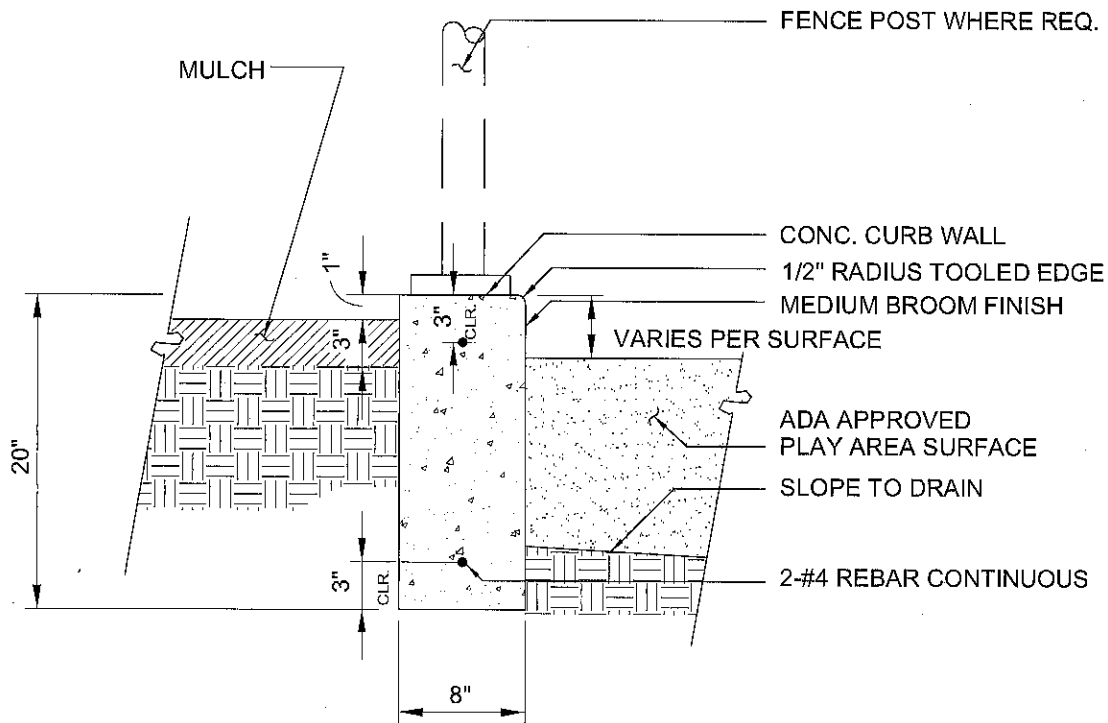 FENCE POST WHERE REQ.
MULCH
CONC. CURB WALL
1/2" RADIUS TOOLED EDGE
MEDIUM BROOM FINISH
1"
3"
CLR.
3"
VARIES PER SURFACE
20"
ADA APPROVED
PLAY AREA SURFACE
SLOPE TO DRAIN
3"
CLR.
2-#4 REBAR CONTINUOUS
8"